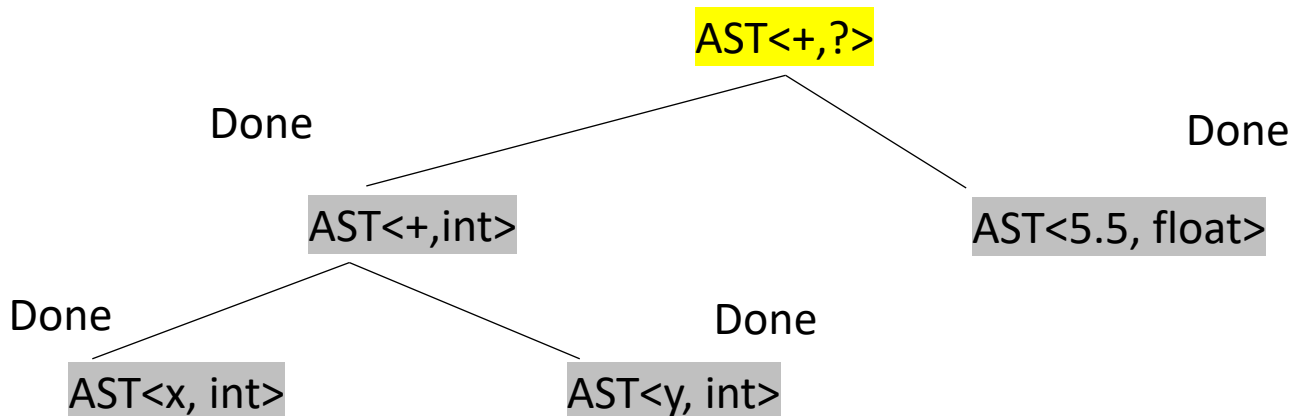 AST<+,?>
Done
Done
AST<+,int>
AST<5.5, float>
Done
Done
AST<x, int>
AST<y, int>